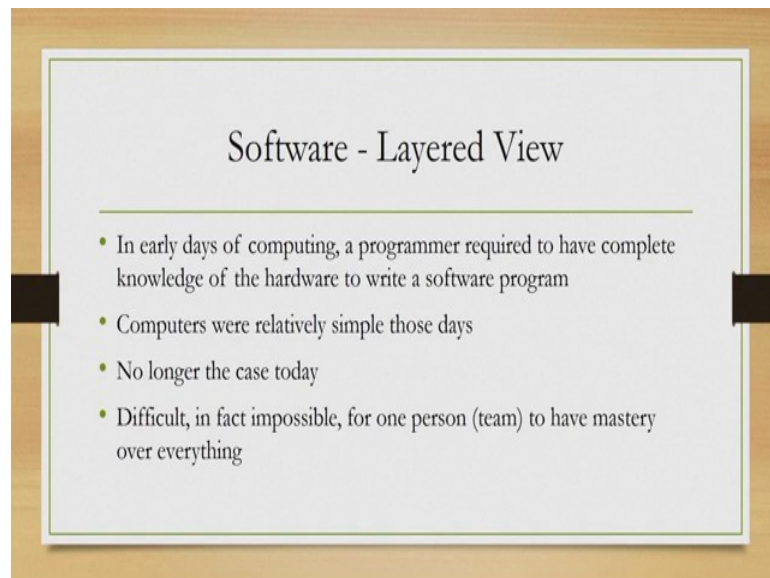 Software - Layered View
• In early days of computing, a programmer required to have complete
knowledge of the hardware to write a software program
• Computers were relatively simple those days
• No longer the case today
• Difficult, in fact impossible, for one person (team) to have mastery
over everything